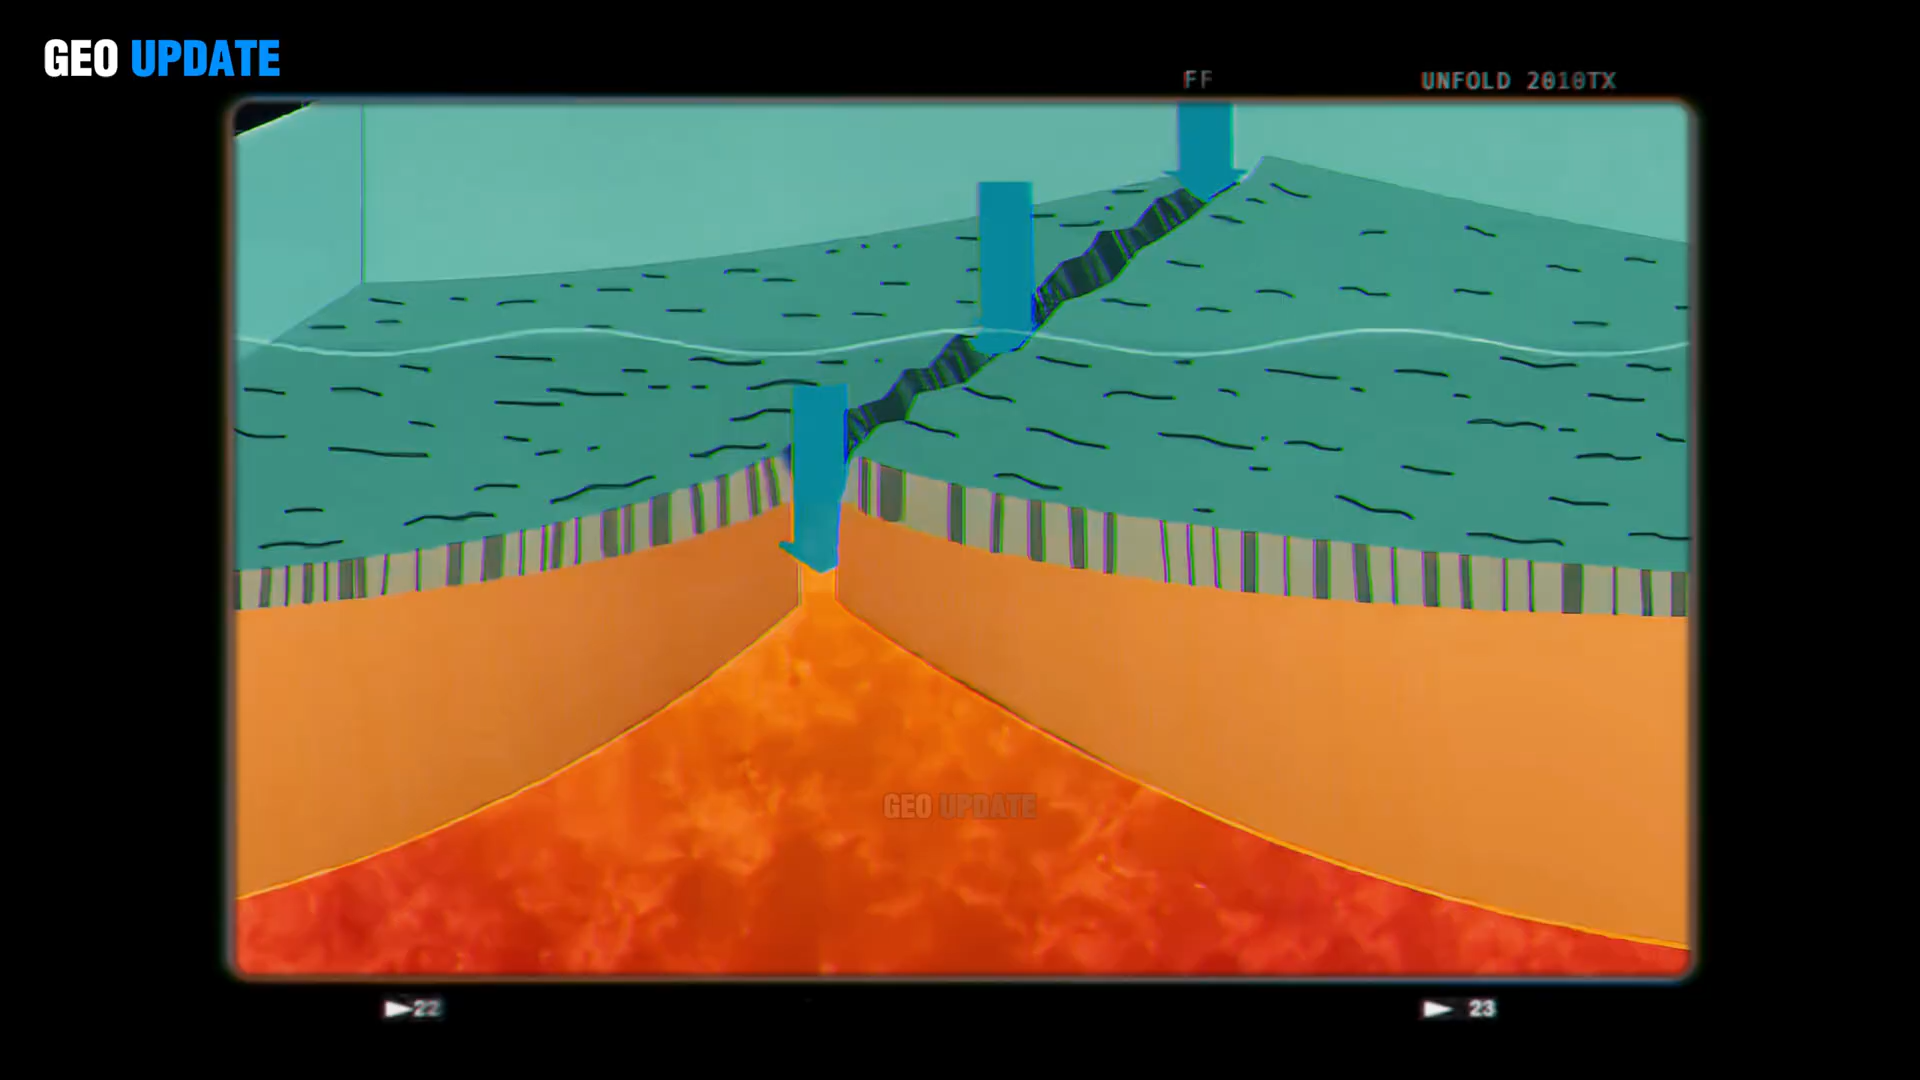 GEO UPDATE
FF
UNFOLD 2010TX
GEO UPDATE
22
23